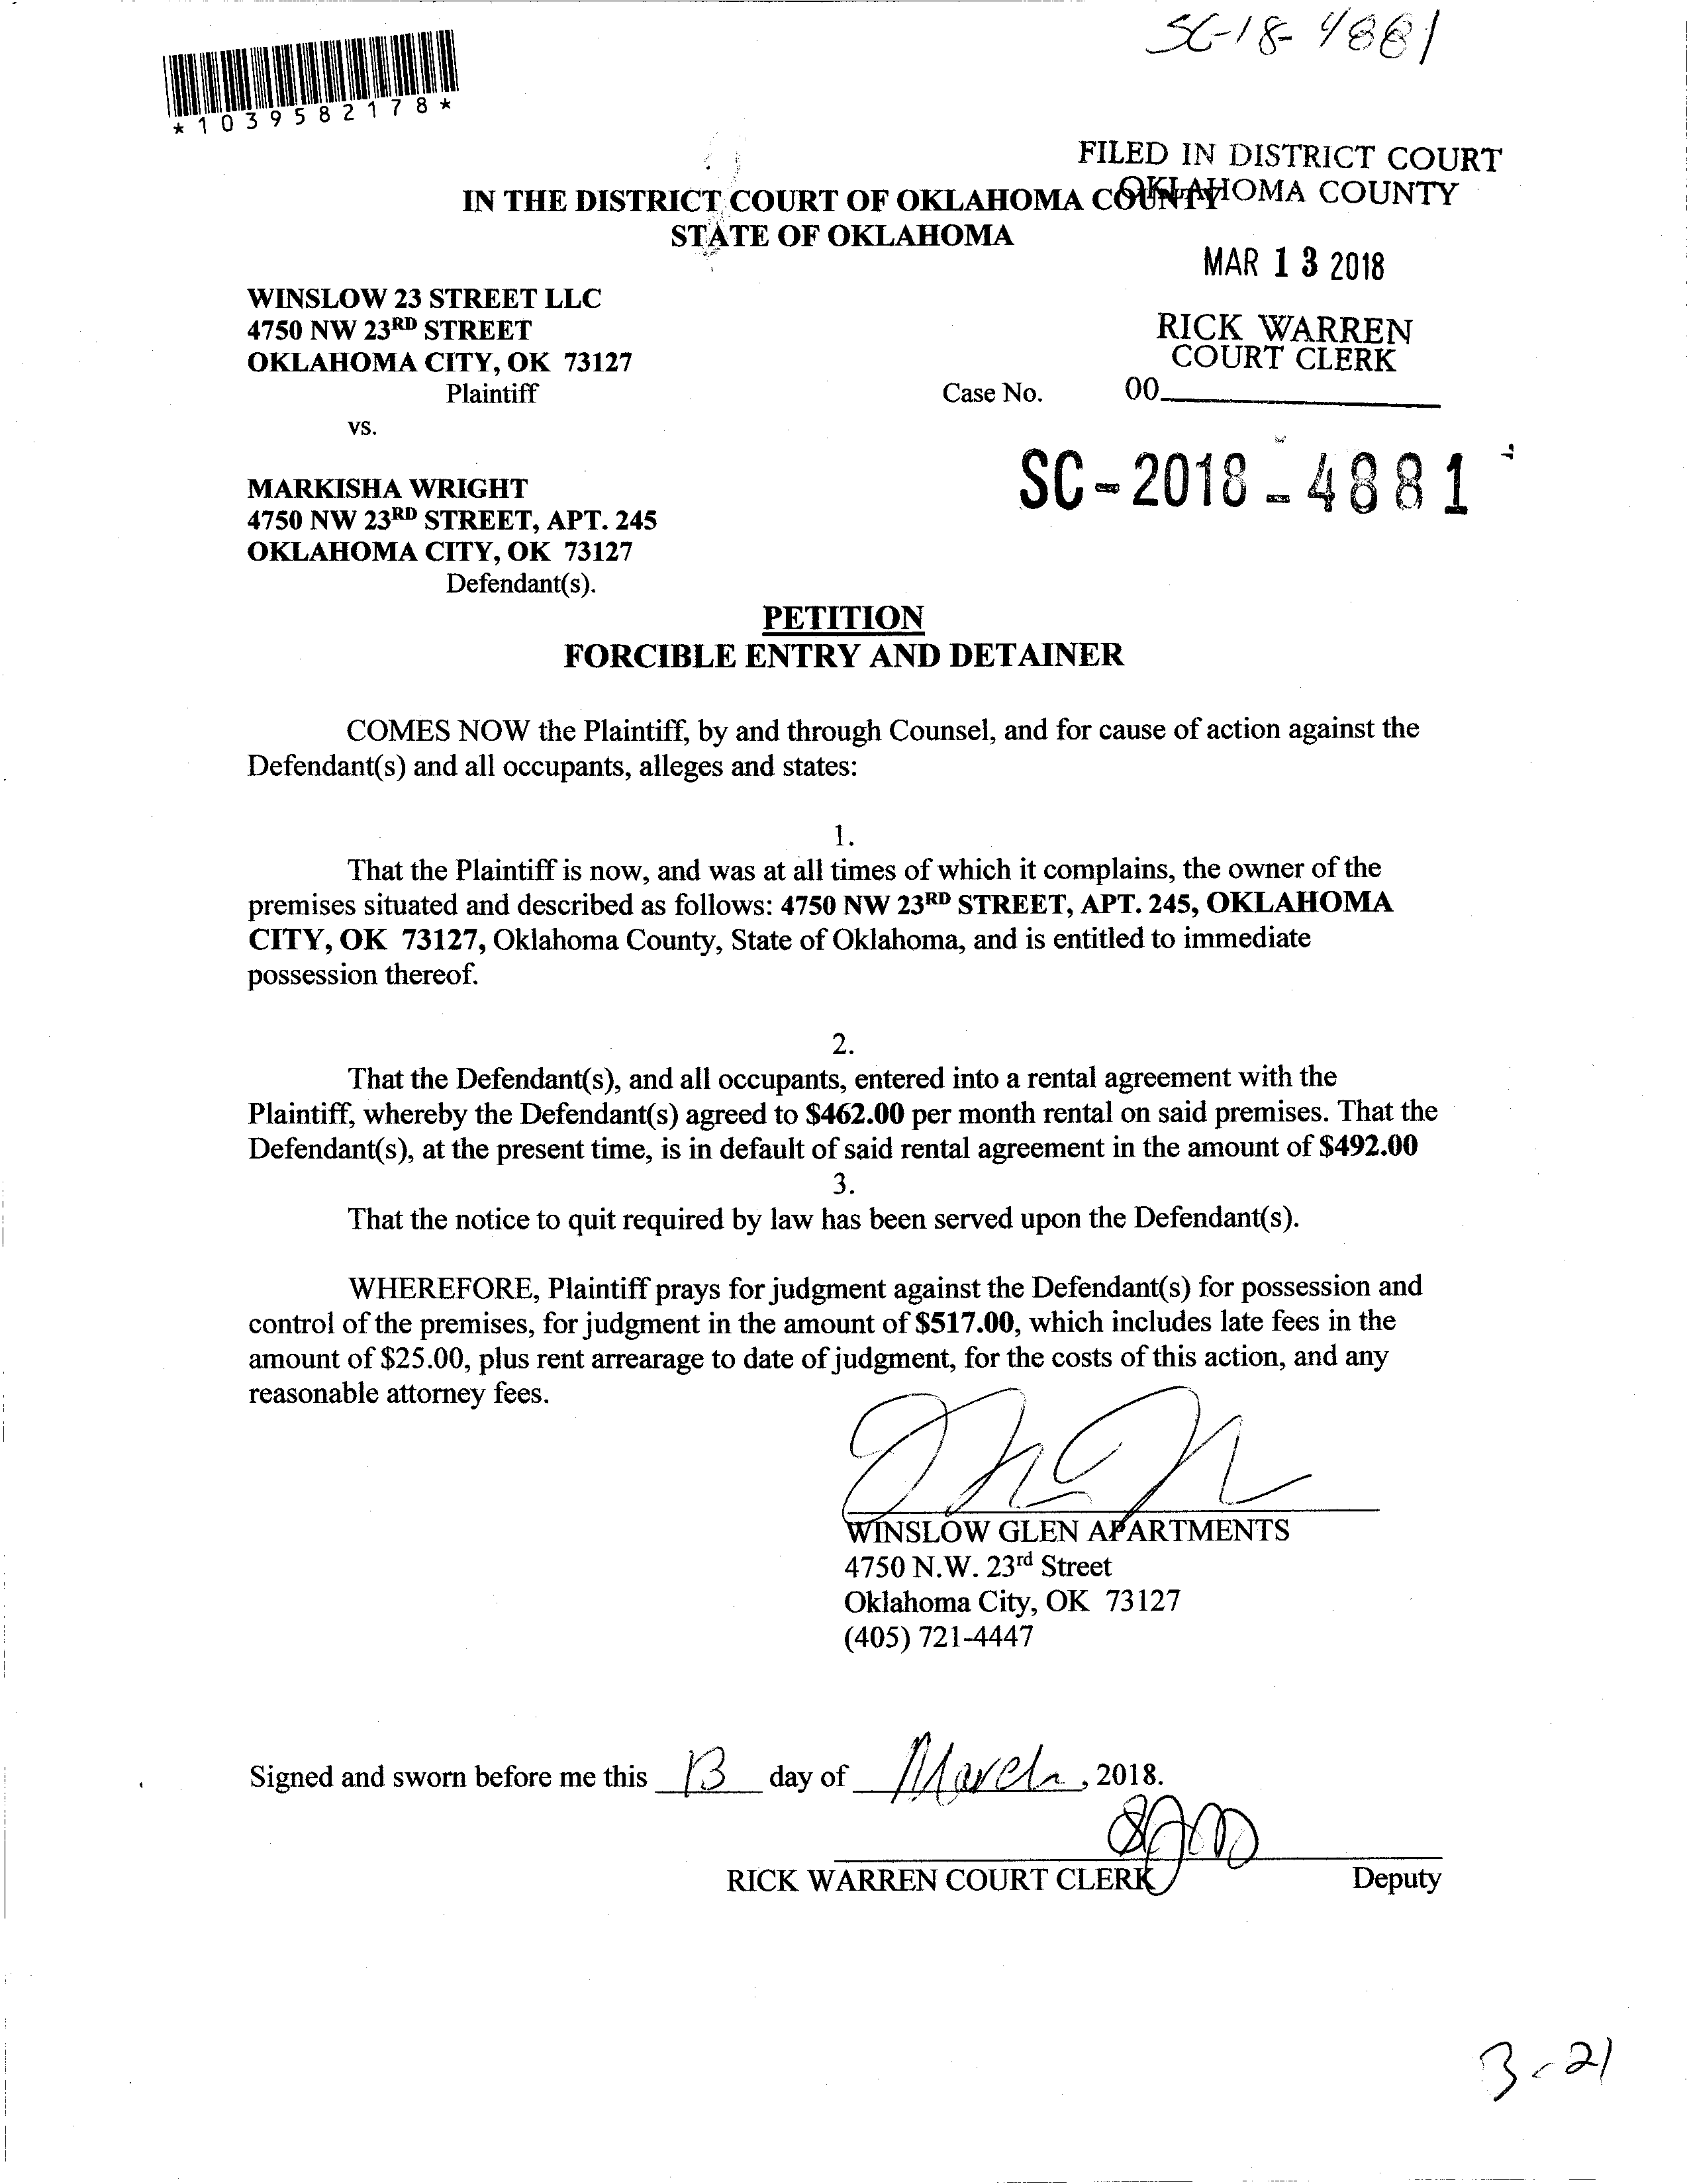 SC-18-4881
*1039582178*
FILED IN DISTRICT COURT
OKLAHOMA COUNTY
IN THE DISTRICT COURT OF OKLAHOMA COUNTY
STATE OF OKLAHOMA
MAR 13 2018
WINSLOW 23 STREET LLC
4750 NW 23RD STREET
OKLAHOMA CITY, OK 73127
Plaintiff
RICK WARREN
COURT CLERK
Case No. 00
vs.
SC-2018-4881
MARKISHA WRIGHT
4750 NW 23RD STREET, APT. 245
OKLAHOMA CITY, OK 73127
Defendant(s).
PETITION
FORCIBLE ENTRY AND DETAINER
COMES NOW the Plaintiff, by and through Counsel, and for cause of action against the
Defendant(s) and all occupants, alleges and states:
1.
That the Plaintiff is now, and was at all times of which it complains, the owner of the
premises situated and described as follows: 4750 NW 23RD STREET, APT. 245, OKLAHOMA
CITY, OK 73127, Oklahoma County, State of Oklahoma, and is entitled to immediate
possession thereof.
2.
That the Defendant(s), and all occupants, entered into a rental agreement with the
Plaintiff, whereby the Defendant(s) agreed to $462.00 per month rental on said premises. That the
Defendant(s), at the present time, is in default of said rental agreement in the amount of $492.00
3.
That the notice to quit required by law has been served upon the Defendant(s).
WHEREFORE, Plaintiff prays for judgment against the Defendant(s) for possession and
control of the premises, for judgment in the amount of $517.00, which includes late fees in the
amount of $25.00, plus rent arrearage to date of judgment, for the costs of this action, and any
reasonable attorney fees.
WINSLOW GLEN APARTMENTS
4750 N.W. 23rd Street
Oklahoma City, OK 73127
(405) 721-4447
Signed and sworn before me this 13 day of March, 2018.
RICK WARREN COURT CLERK Deputy
3-21